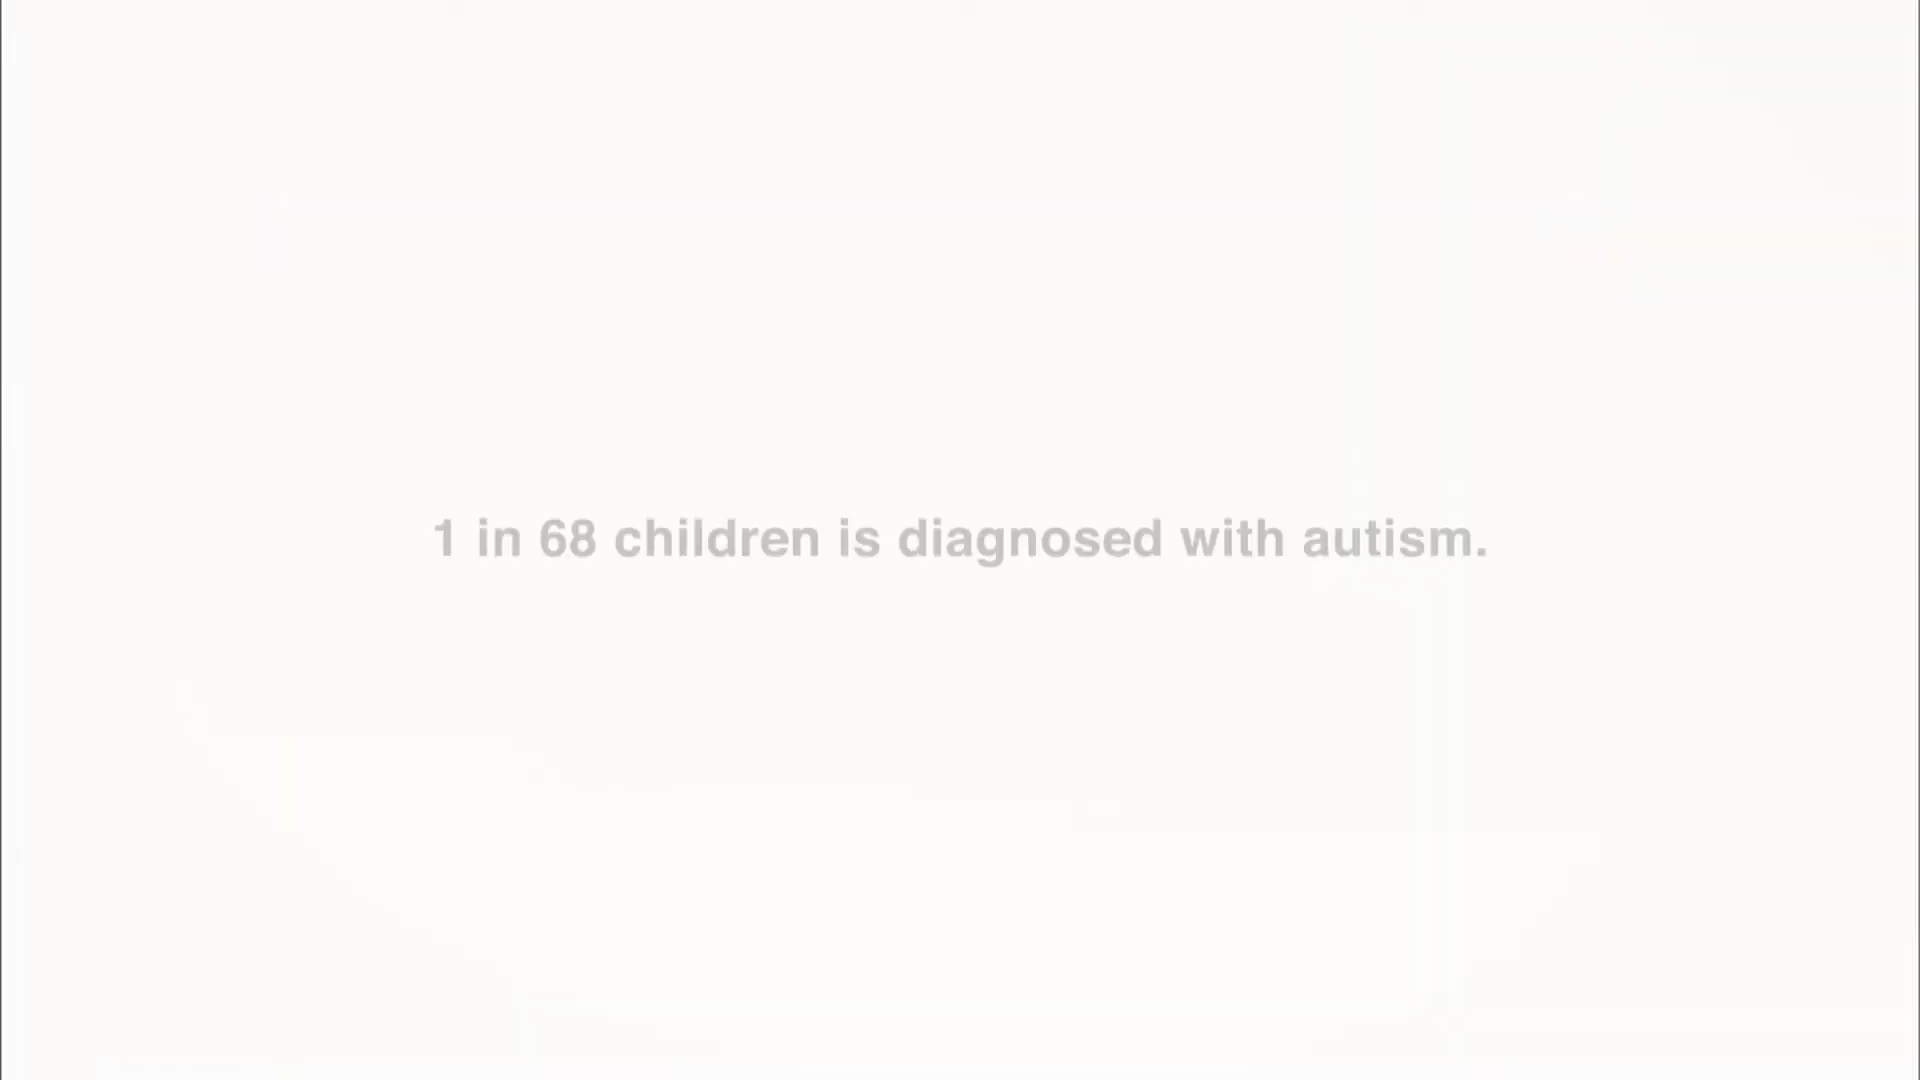 1 in 68 children is diagnosed with autism.